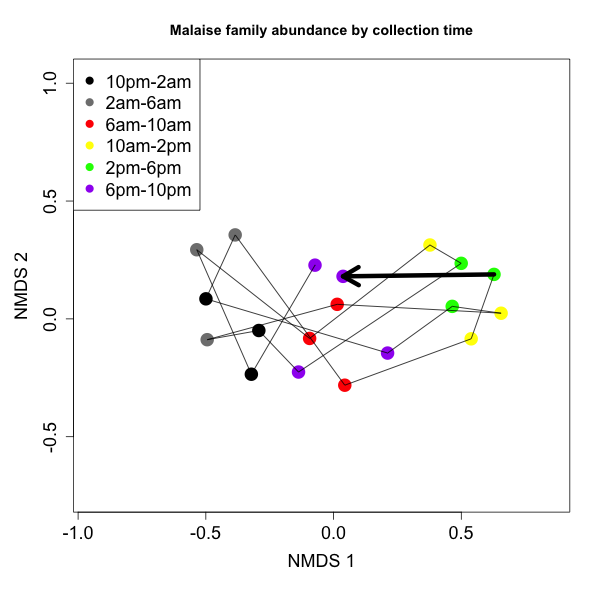 Malaise family abundance by collection time
10pm-2am
2am-6am
6am-10am
10am-2pm
2pm-6pm
6pm-10pm
1.0
0.5
0.0
-0.5
NMDS 2
-1.0 -0.5 0.0 0.5
NMDS 1